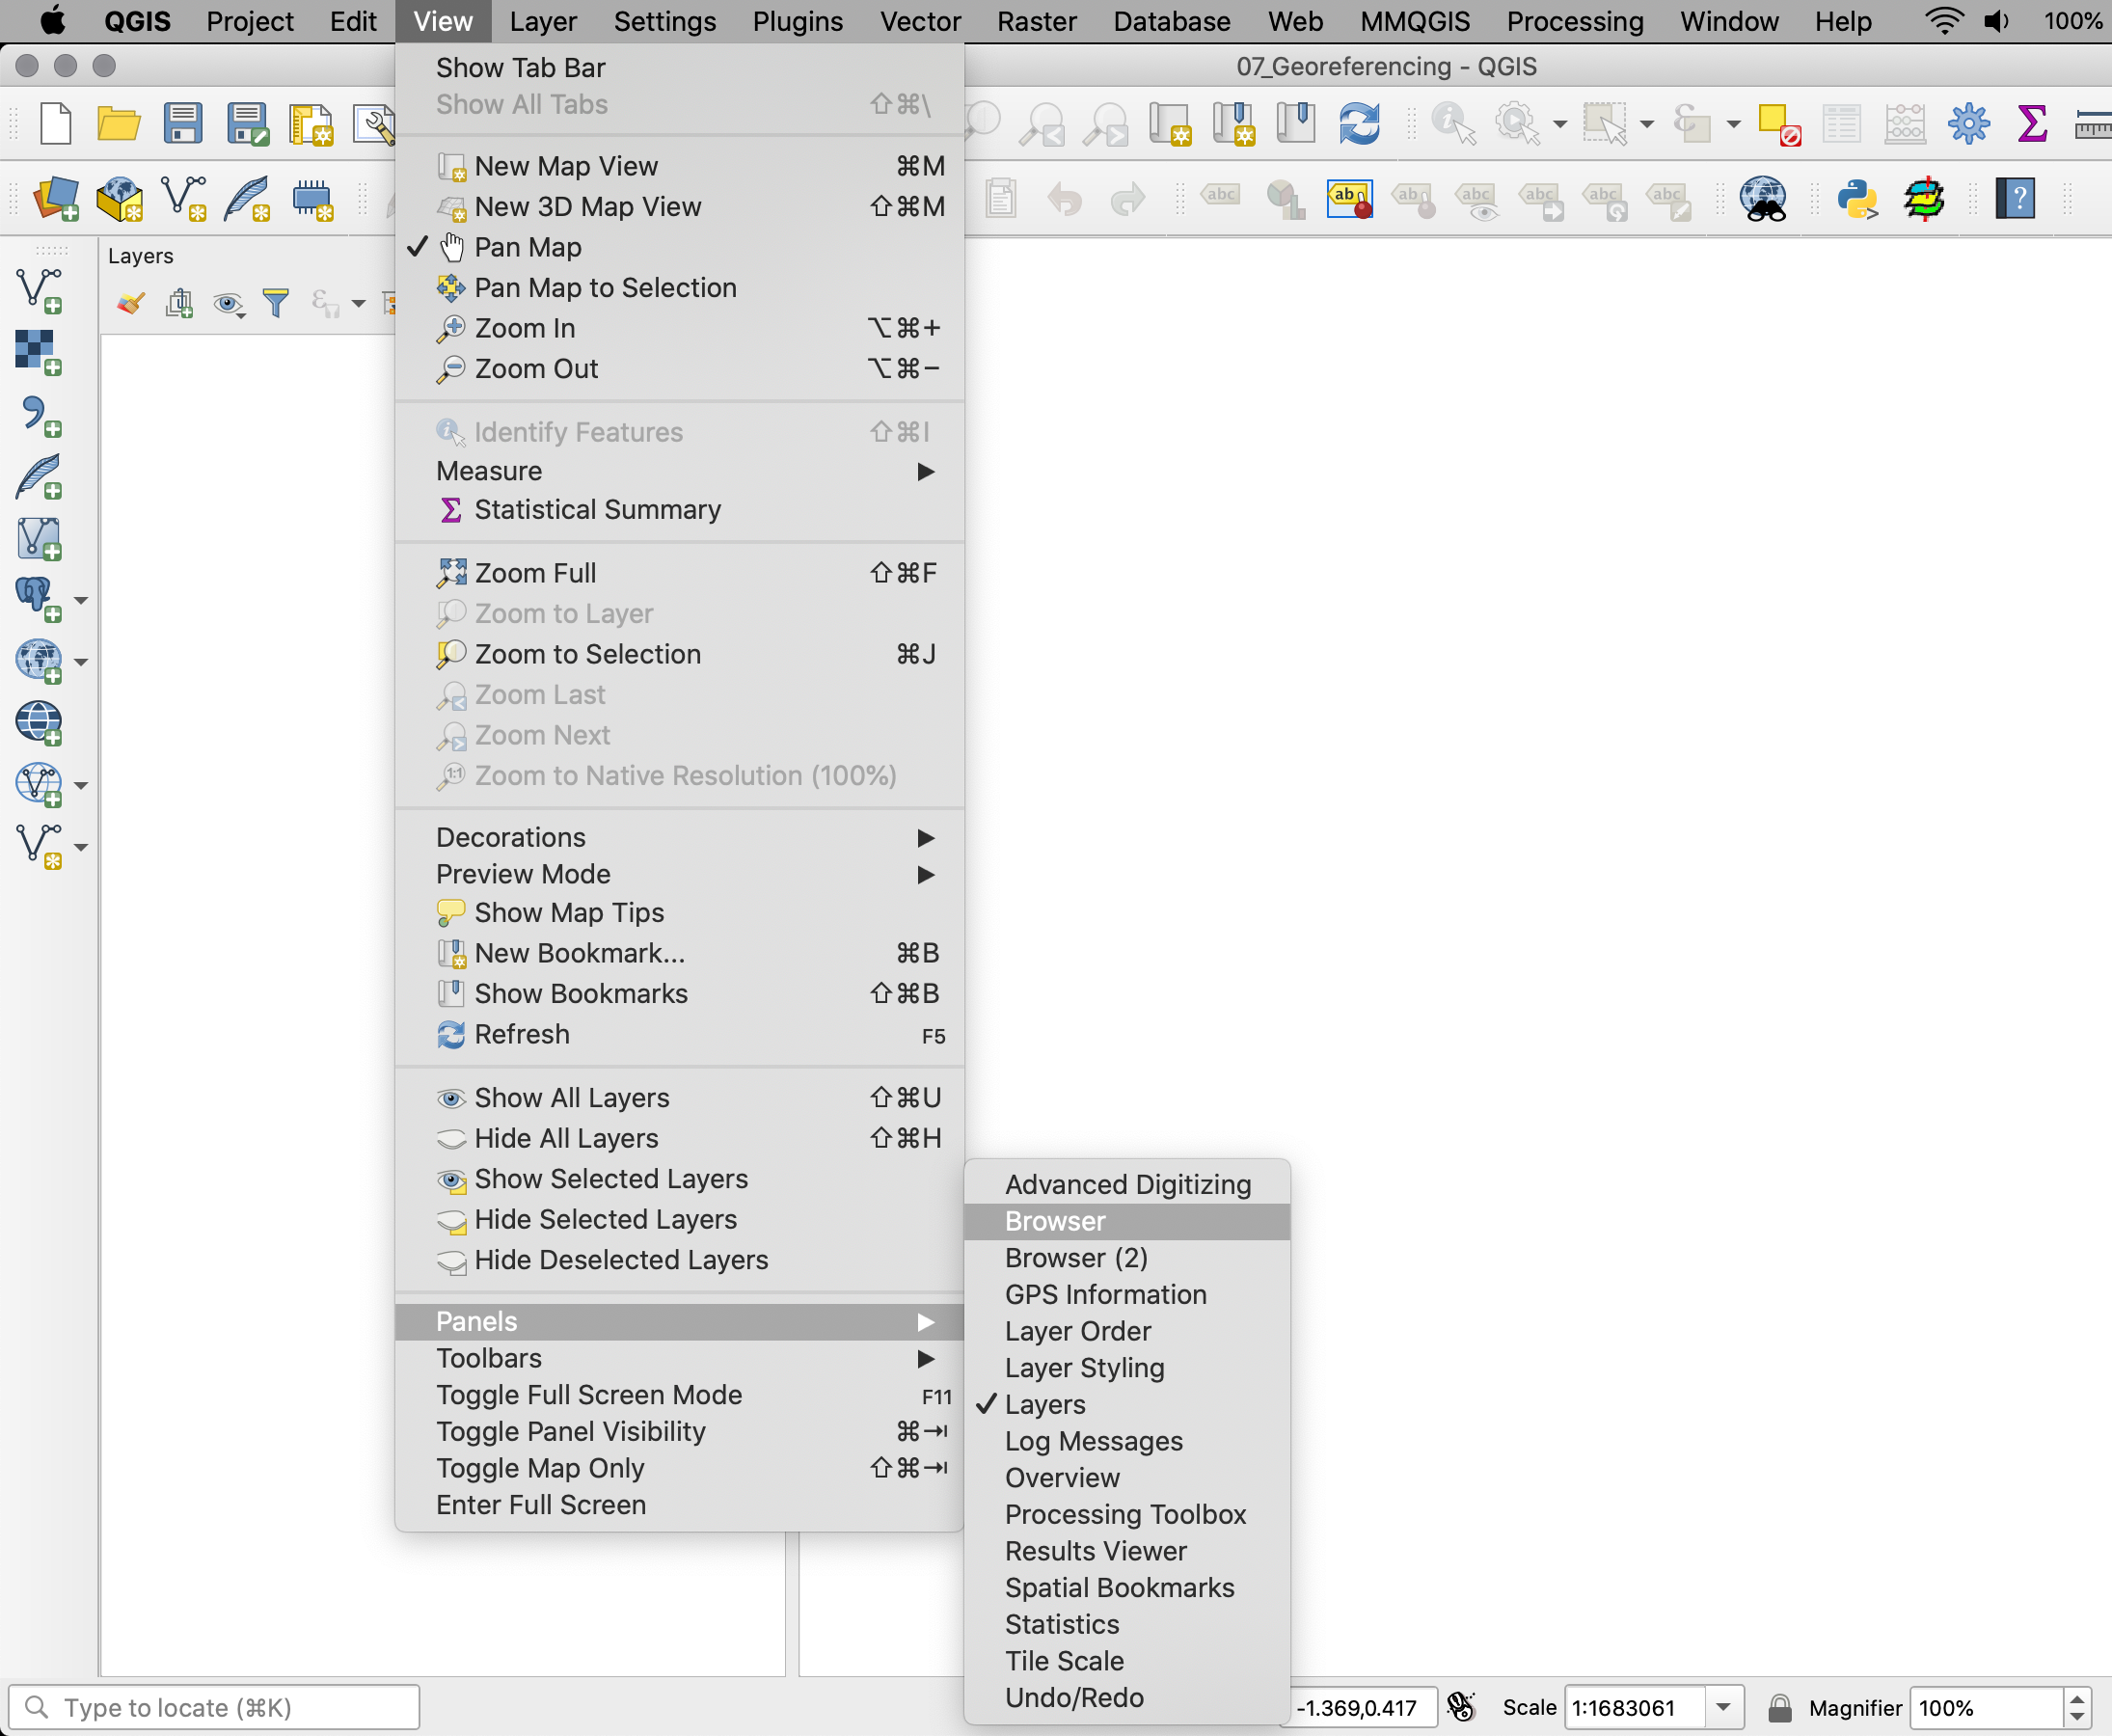 QGIS Project Edit View Layer Settings Plugins Vector Raster Database Web MMQGIS Processing Window Help 100%
07_Georeferencing - QGIS
Show Tab Bar
Show All Tabs ⇧⌘\
New Map View ⌘M
New 3D Map View ⇧⌘M
✓ Pan Map
Pan Map to Selection
Zoom In ⌥⌘+
Zoom Out ⌥⌘−
Identify Features ⇧⌘I
Measure ▶
Statistical Summary
Zoom Full ⇧⌘F
Zoom to Layer
Zoom to Selection ⌘J
Zoom Last
Zoom Next
Zoom to Native Resolution (100%)
Decorations ▶
Preview Mode ▶
Show Map Tips
New Bookmark... ⌘B
Show Bookmarks ⇧⌘B
Refresh F5
Show All Layers ⇧⌘U
Hide All Layers ⇧⌘H
Show Selected Layers
Hide Selected Layers
Hide Deselected Layers
Panels ▶
Toolbars ▶
Toggle Full Screen Mode F11
Toggle Panel Visibility ⌘⇥
Toggle Map Only ⇧⌘⇥
Enter Full Screen
Advanced Digitizing
Browser
Browser (2)
GPS Information
Layer Order
Layer Styling
✓ Layers
Log Messages
Overview
Processing Toolbox
Results Viewer
Spatial Bookmarks
Statistics
Tile Scale
Undo/Redo
abc ab ab abc abc abc abc
Layers
Type to locate (⌘K)
-1.369,0.417 Scale 1:1683061 Magnifier 100%